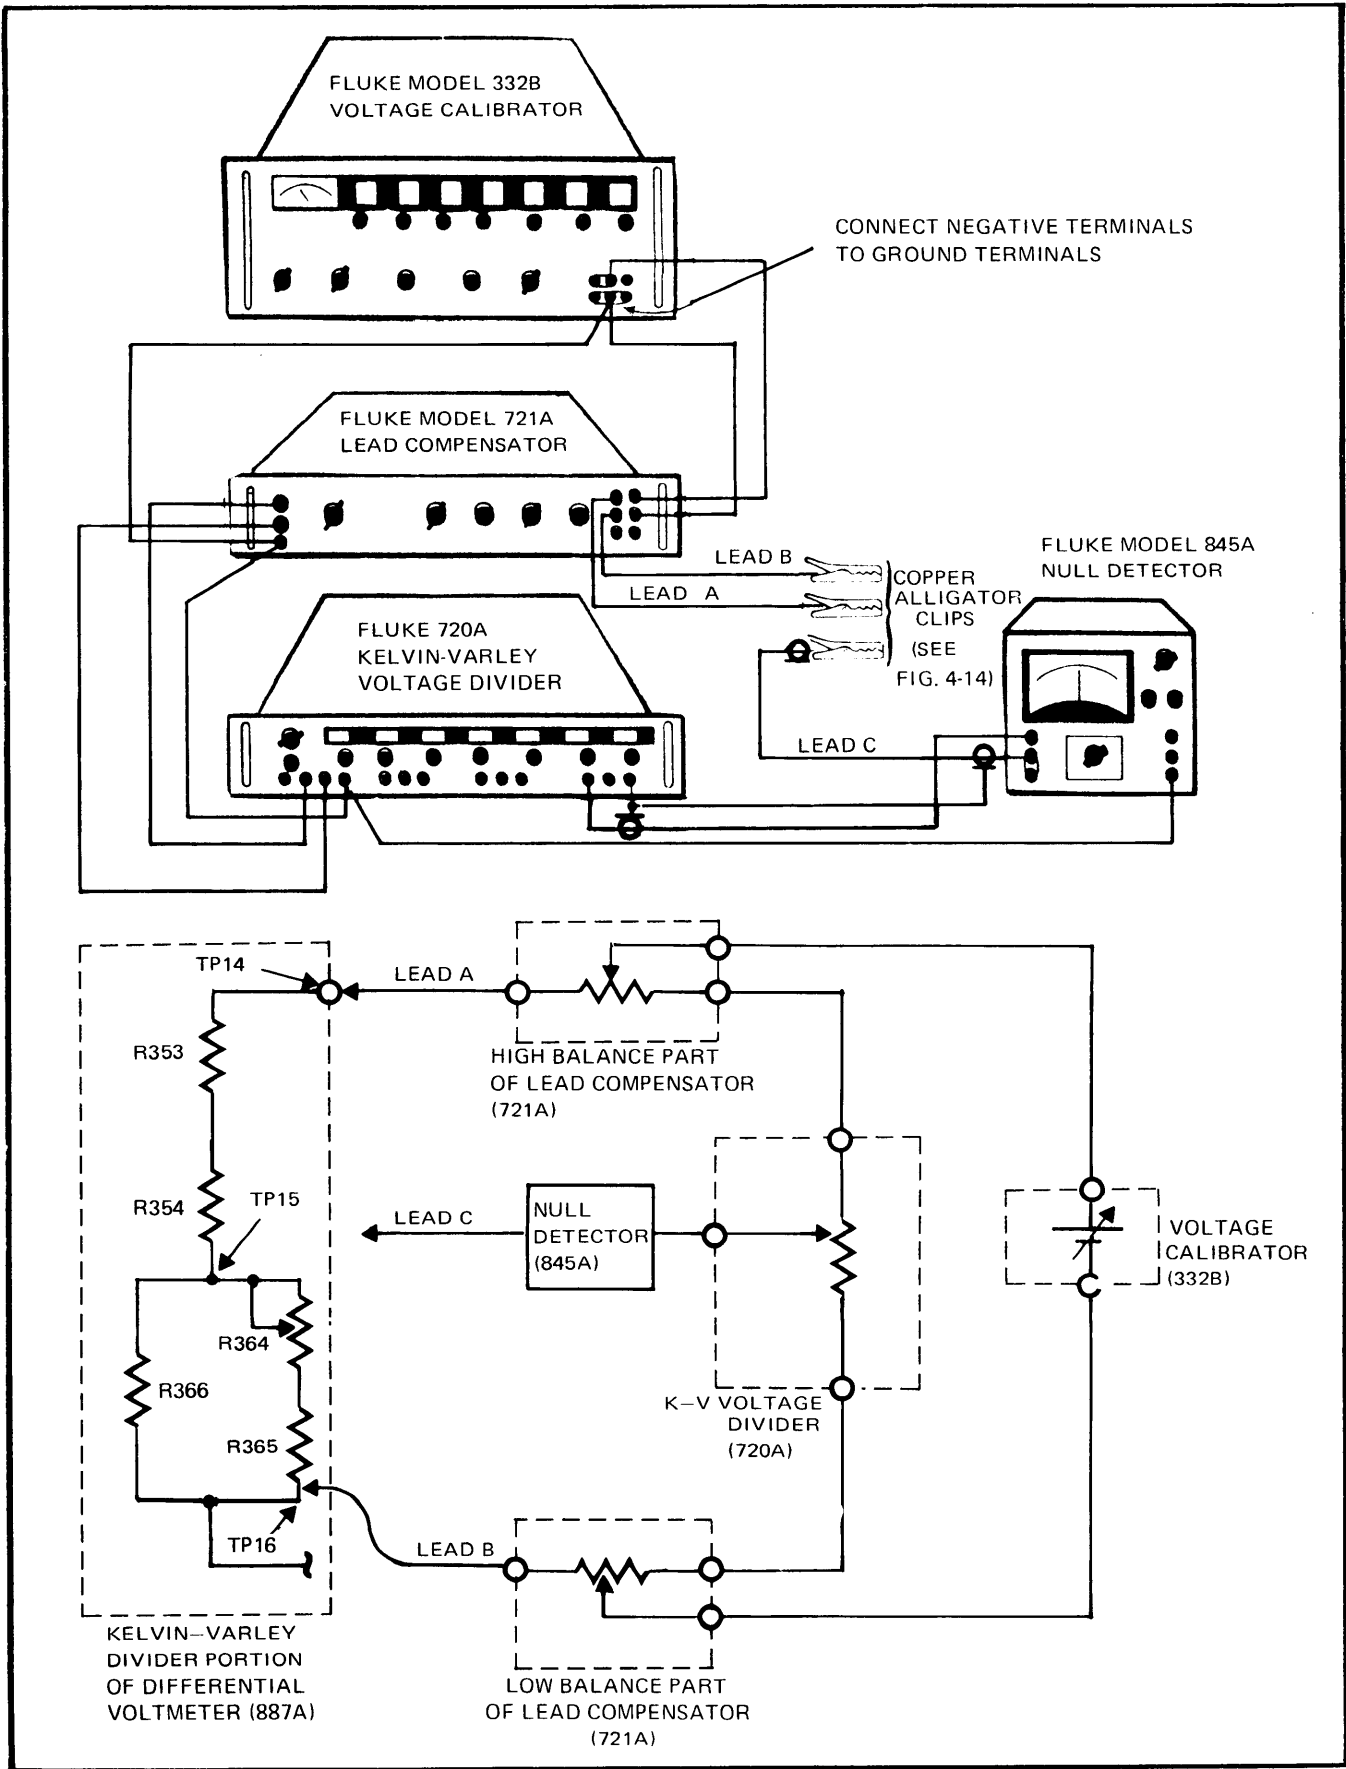 FLUKE MODEL 332B
VOLTAGE CALIBRATOR
CONNECT NEGATIVE TERMINALS
TO GROUND TERMINALS
FLUKE MODEL 721A
LEAD COMPENSATOR
LEAD B
LEAD A
COPPER
ALLIGATOR
CLIPS
(SEE
FIG. 4-14)
FLUKE MODEL 845A
NULL DETECTOR
FLUKE 720A
KELVIN-VARLEY
VOLTAGE DIVIDER
LEAD C
TP14
LEAD A
R353
HIGH BALANCE PART
OF LEAD COMPENSATOR
(721A)
R354
TP15
LEAD C
NULL
DETECTOR
(845A)
VOLTAGE
CALIBRATOR
(332B)
R364
R366
K-V VOLTAGE
DIVIDER
(720A)
R365
TP16
LEAD B
KELVIN-VARLEY
DIVIDER PORTION
OF DIFFERENTIAL
VOLTMETER (887A)
LOW BALANCE PART
OF LEAD COMPENSATOR
(721A)